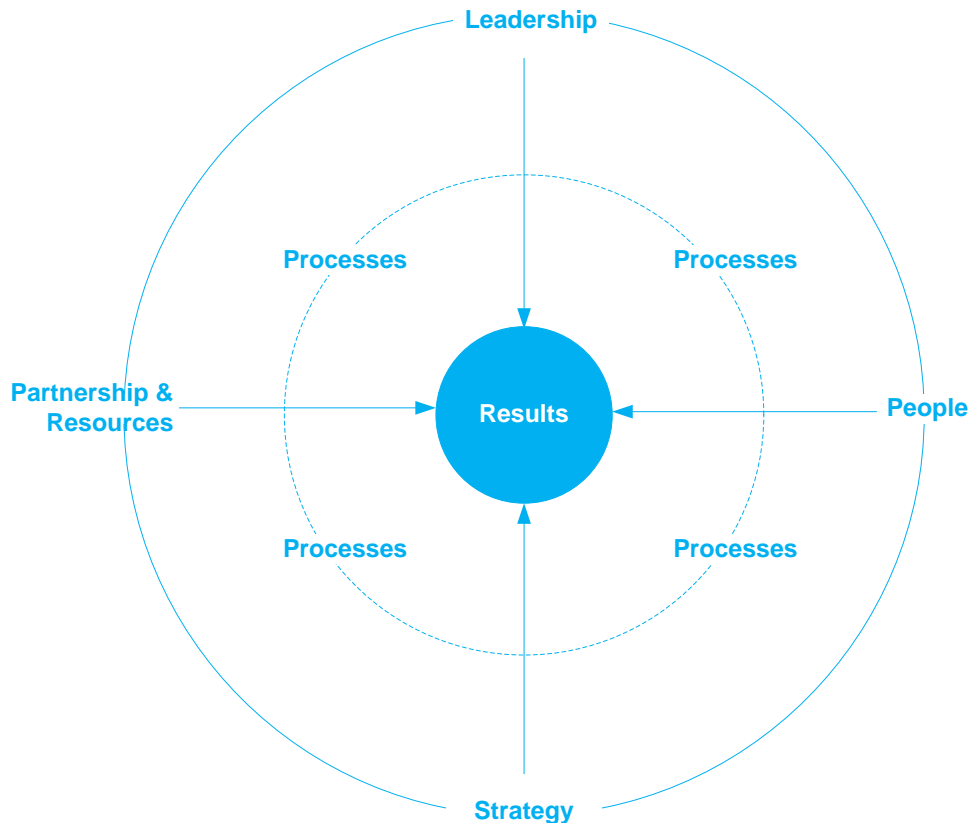 Leadership
Processes
Processes
Partnership &
Resources
Results
People
Processes
Processes
Strategy